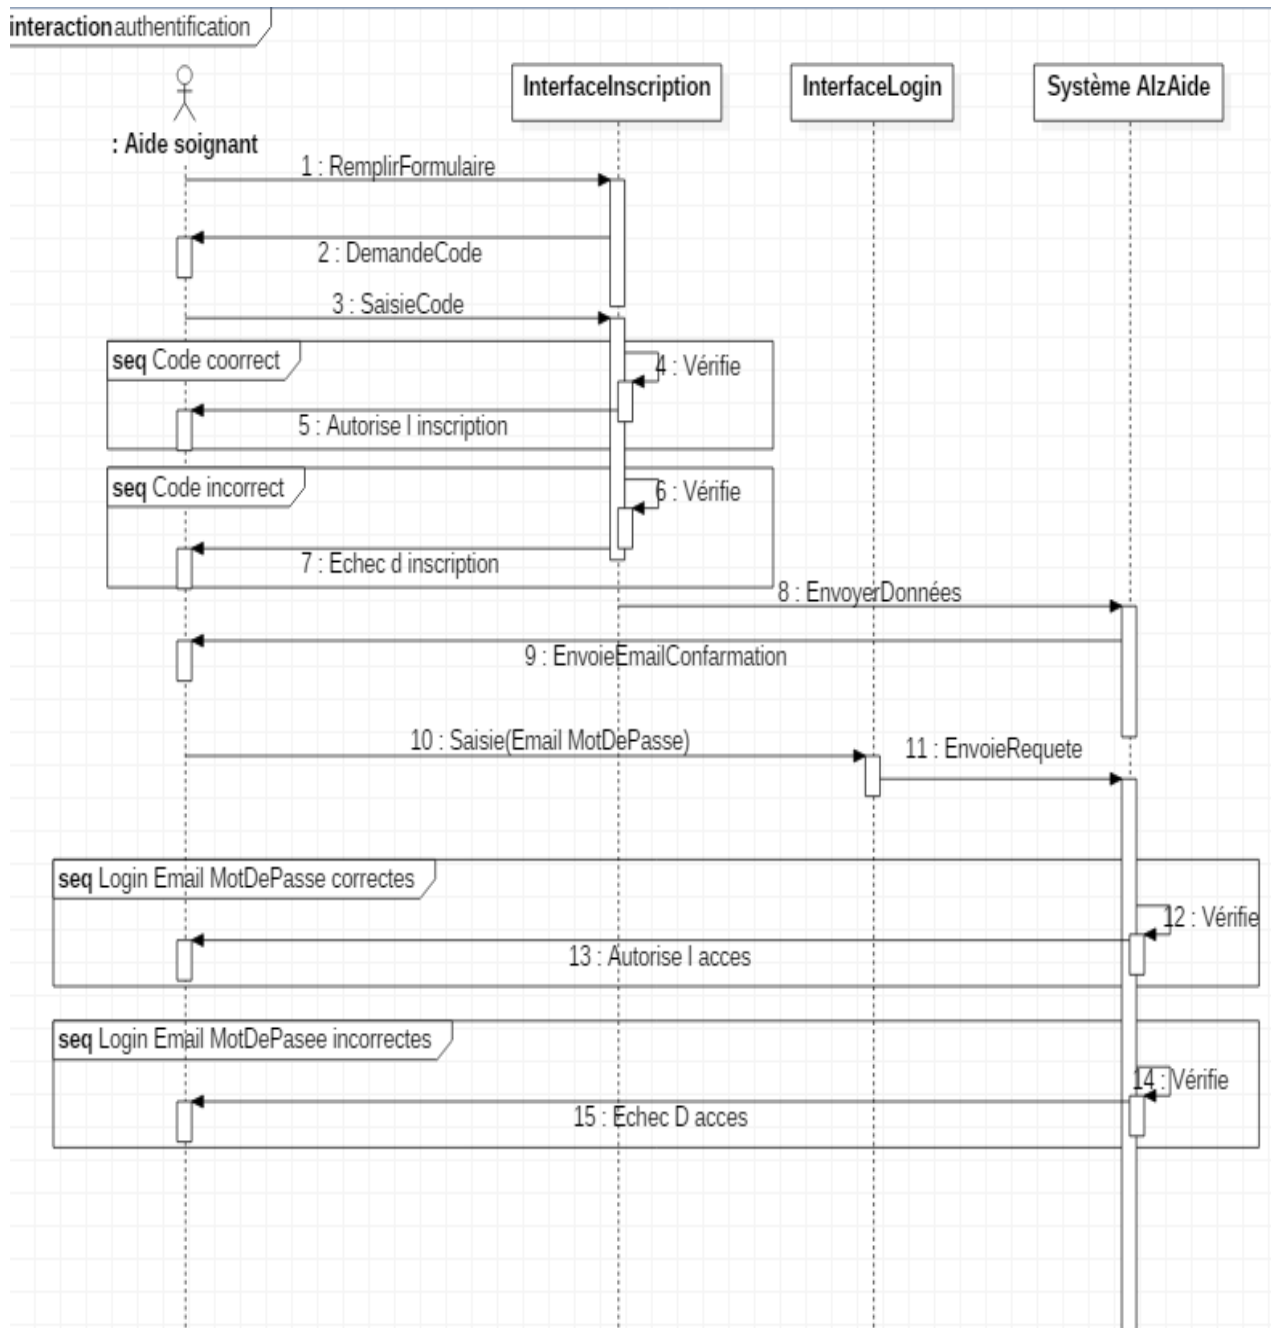 interaction authentification
: Aide soignant
InterfaceInscription
InterfaceLogin
Système AlzAide
1 : RemplirFormulaire
2 : DemandeCode
3 : SaisieCode
seq Code coorrect
4 : Vérifie
5 : Autorise l inscription
seq Code incorrect
6 : Vérifie
7 : Echec d inscription
8 : EnvoyerDonnées
9 : EnvoieEmailConfarmation
10 : Saisie(Email MotDePasse)
11 : EnvoieRequete
seq Login Email MotDePasse correctes
12 : Vérifie
13 : Autorise l acces
seq Login Email MotDePasee incorrectes
14 : Vérifie
15 : Echec D acces